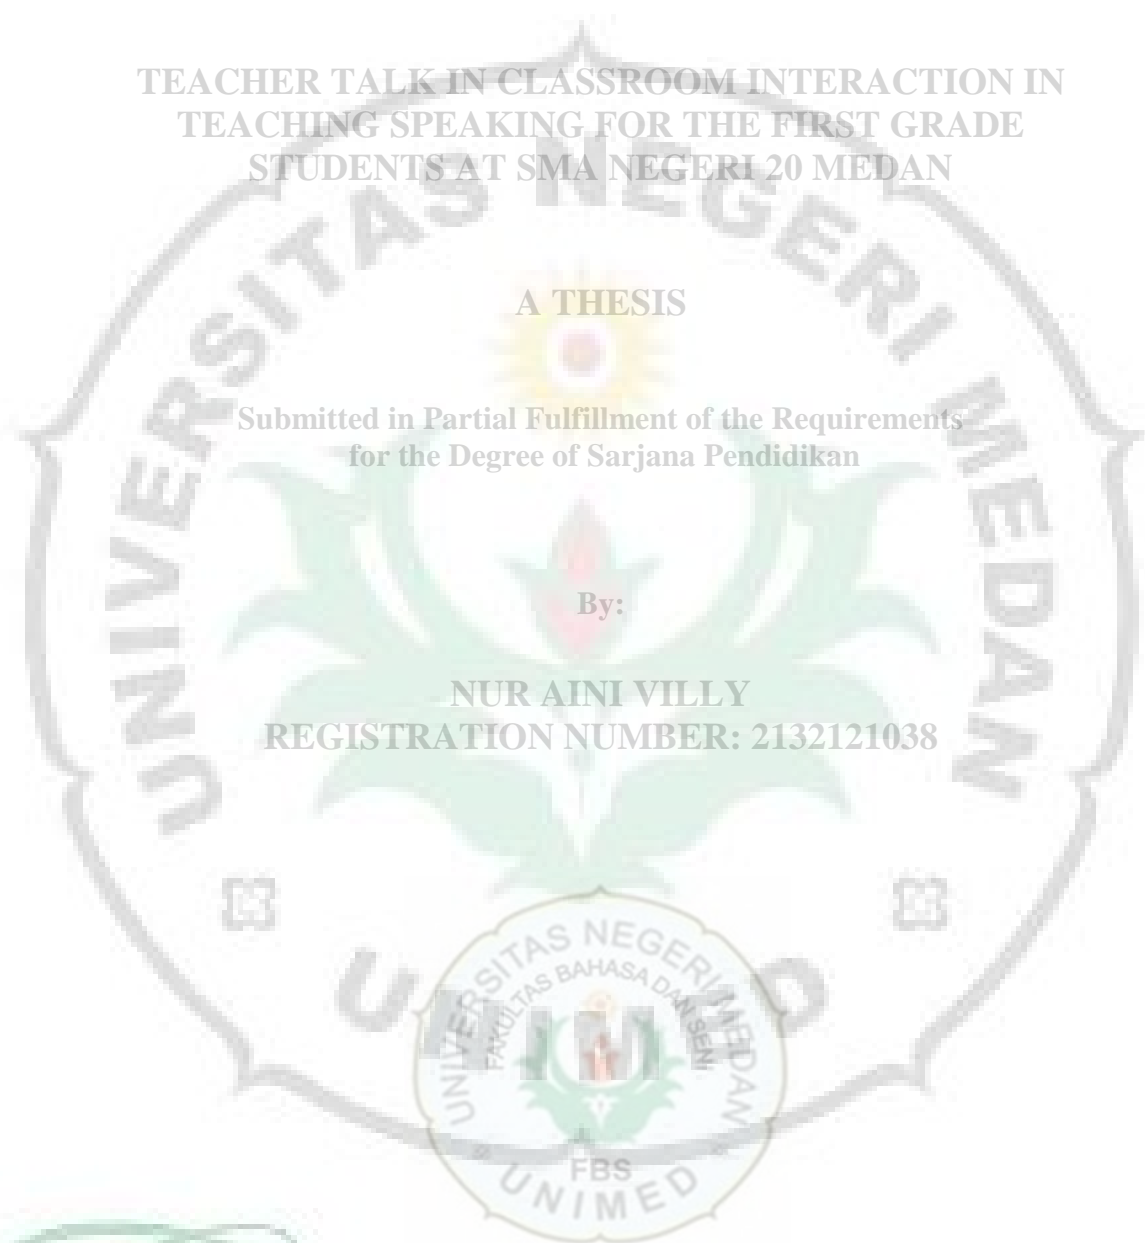 TEACHER TALK IN CLASSROOM INTERACTION IN
TEACHING SPEAKING FOR THE FIRST GRADE
STUDENTS AT SMA NEGERI 20 MEDAN
A THESIS
Submitted in Partial Fulfillment of the Requirements
for the Degree of Sarjana Pendidikan
By:
NUR AINI VILLY
REGISTRATION NUMBER: 2132121038
UNIVERSITAS NEGERI MEDAN
UNIMED
UNIVERSITAS NEGERI MEDAN
FAKULTAS BAHASA DAN SENI
FBS
UNIMED